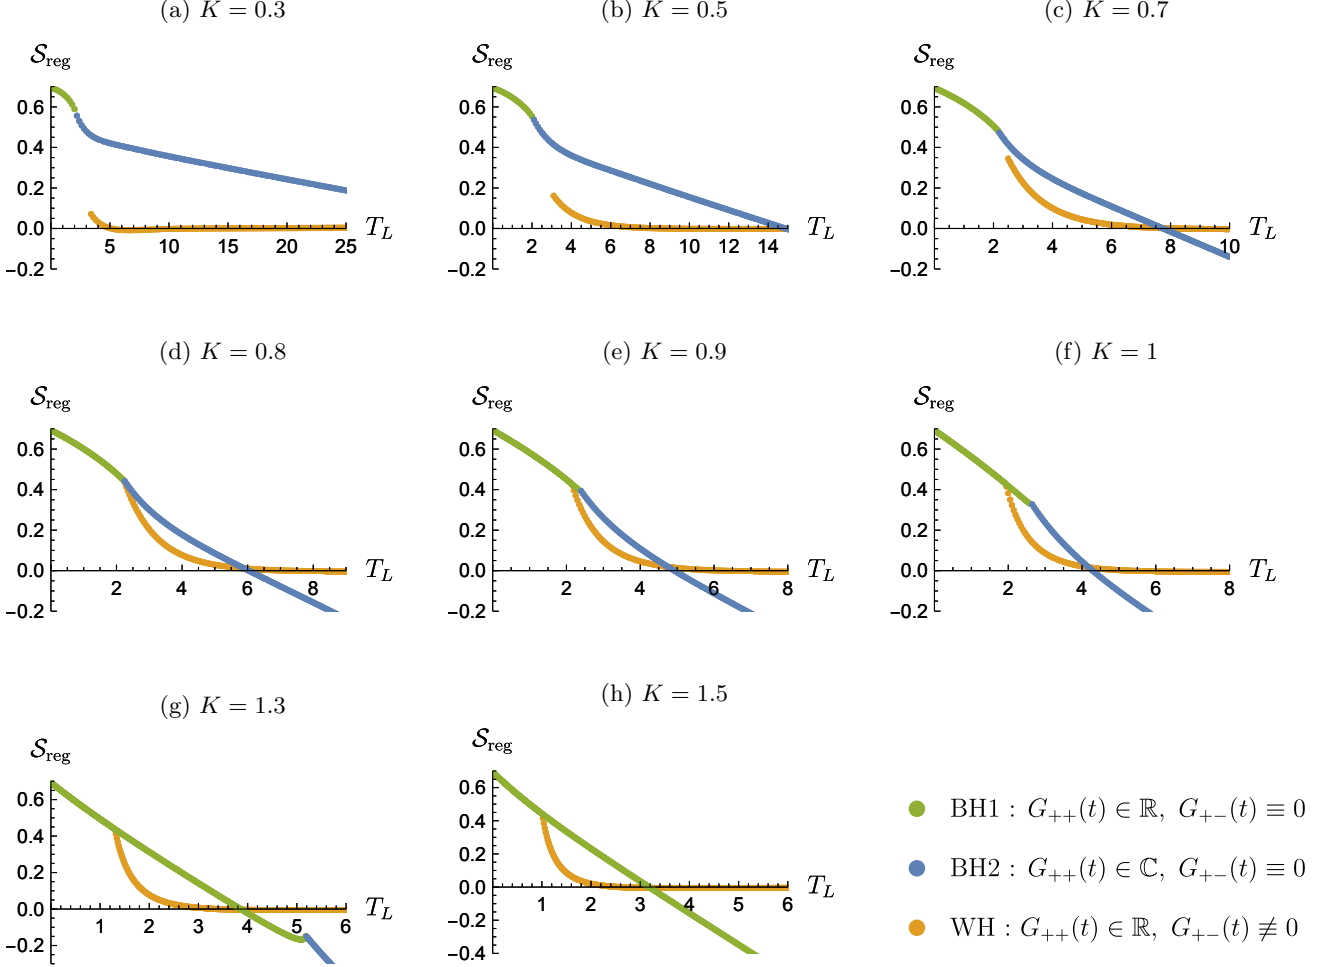 (a) K = 0.3
(b) K = 0.5
(c) K = 0.7
S_reg
S_reg
S_reg
0.6
0.4
0.2
0.0
−0.2
5 10 15 20 25
T_L
0.6
0.4
0.2
0.0
−0.2
2 4 6 8 10 12 14
T_L
0.6
0.4
0.2
0.0
−0.2
2 4 6 8 10
T_L
(d) K = 0.8
(e) K = 0.9
(f) K = 1
S_reg
S_reg
S_reg
0.6
0.4
0.2
0.0
−0.2
2 4 6 8
T_L
0.6
0.4
0.2
0.0
−0.2
2 4 6 8
T_L
0.6
0.4
0.2
0.0
−0.2
2 4 6 8
T_L
(g) K = 1.3
(h) K = 1.5
S_reg
S_reg
0.6
0.4
0.2
0.0
−0.2
1 2 3 4 5 6
T_L
0.6
0.4
0.2
0.0
−0.2
−0.4
1 2 3 4 5 6
T_L
BH1 : G₊₊(t) ∈ ℝ, G₊₋(t) ≡ 0
BH2 : G₊₊(t) ∈ ℂ, G₊₋(t) ≡ 0
WH : G₊₊(t) ∈ ℝ, G₊₋(t) ≢ 0